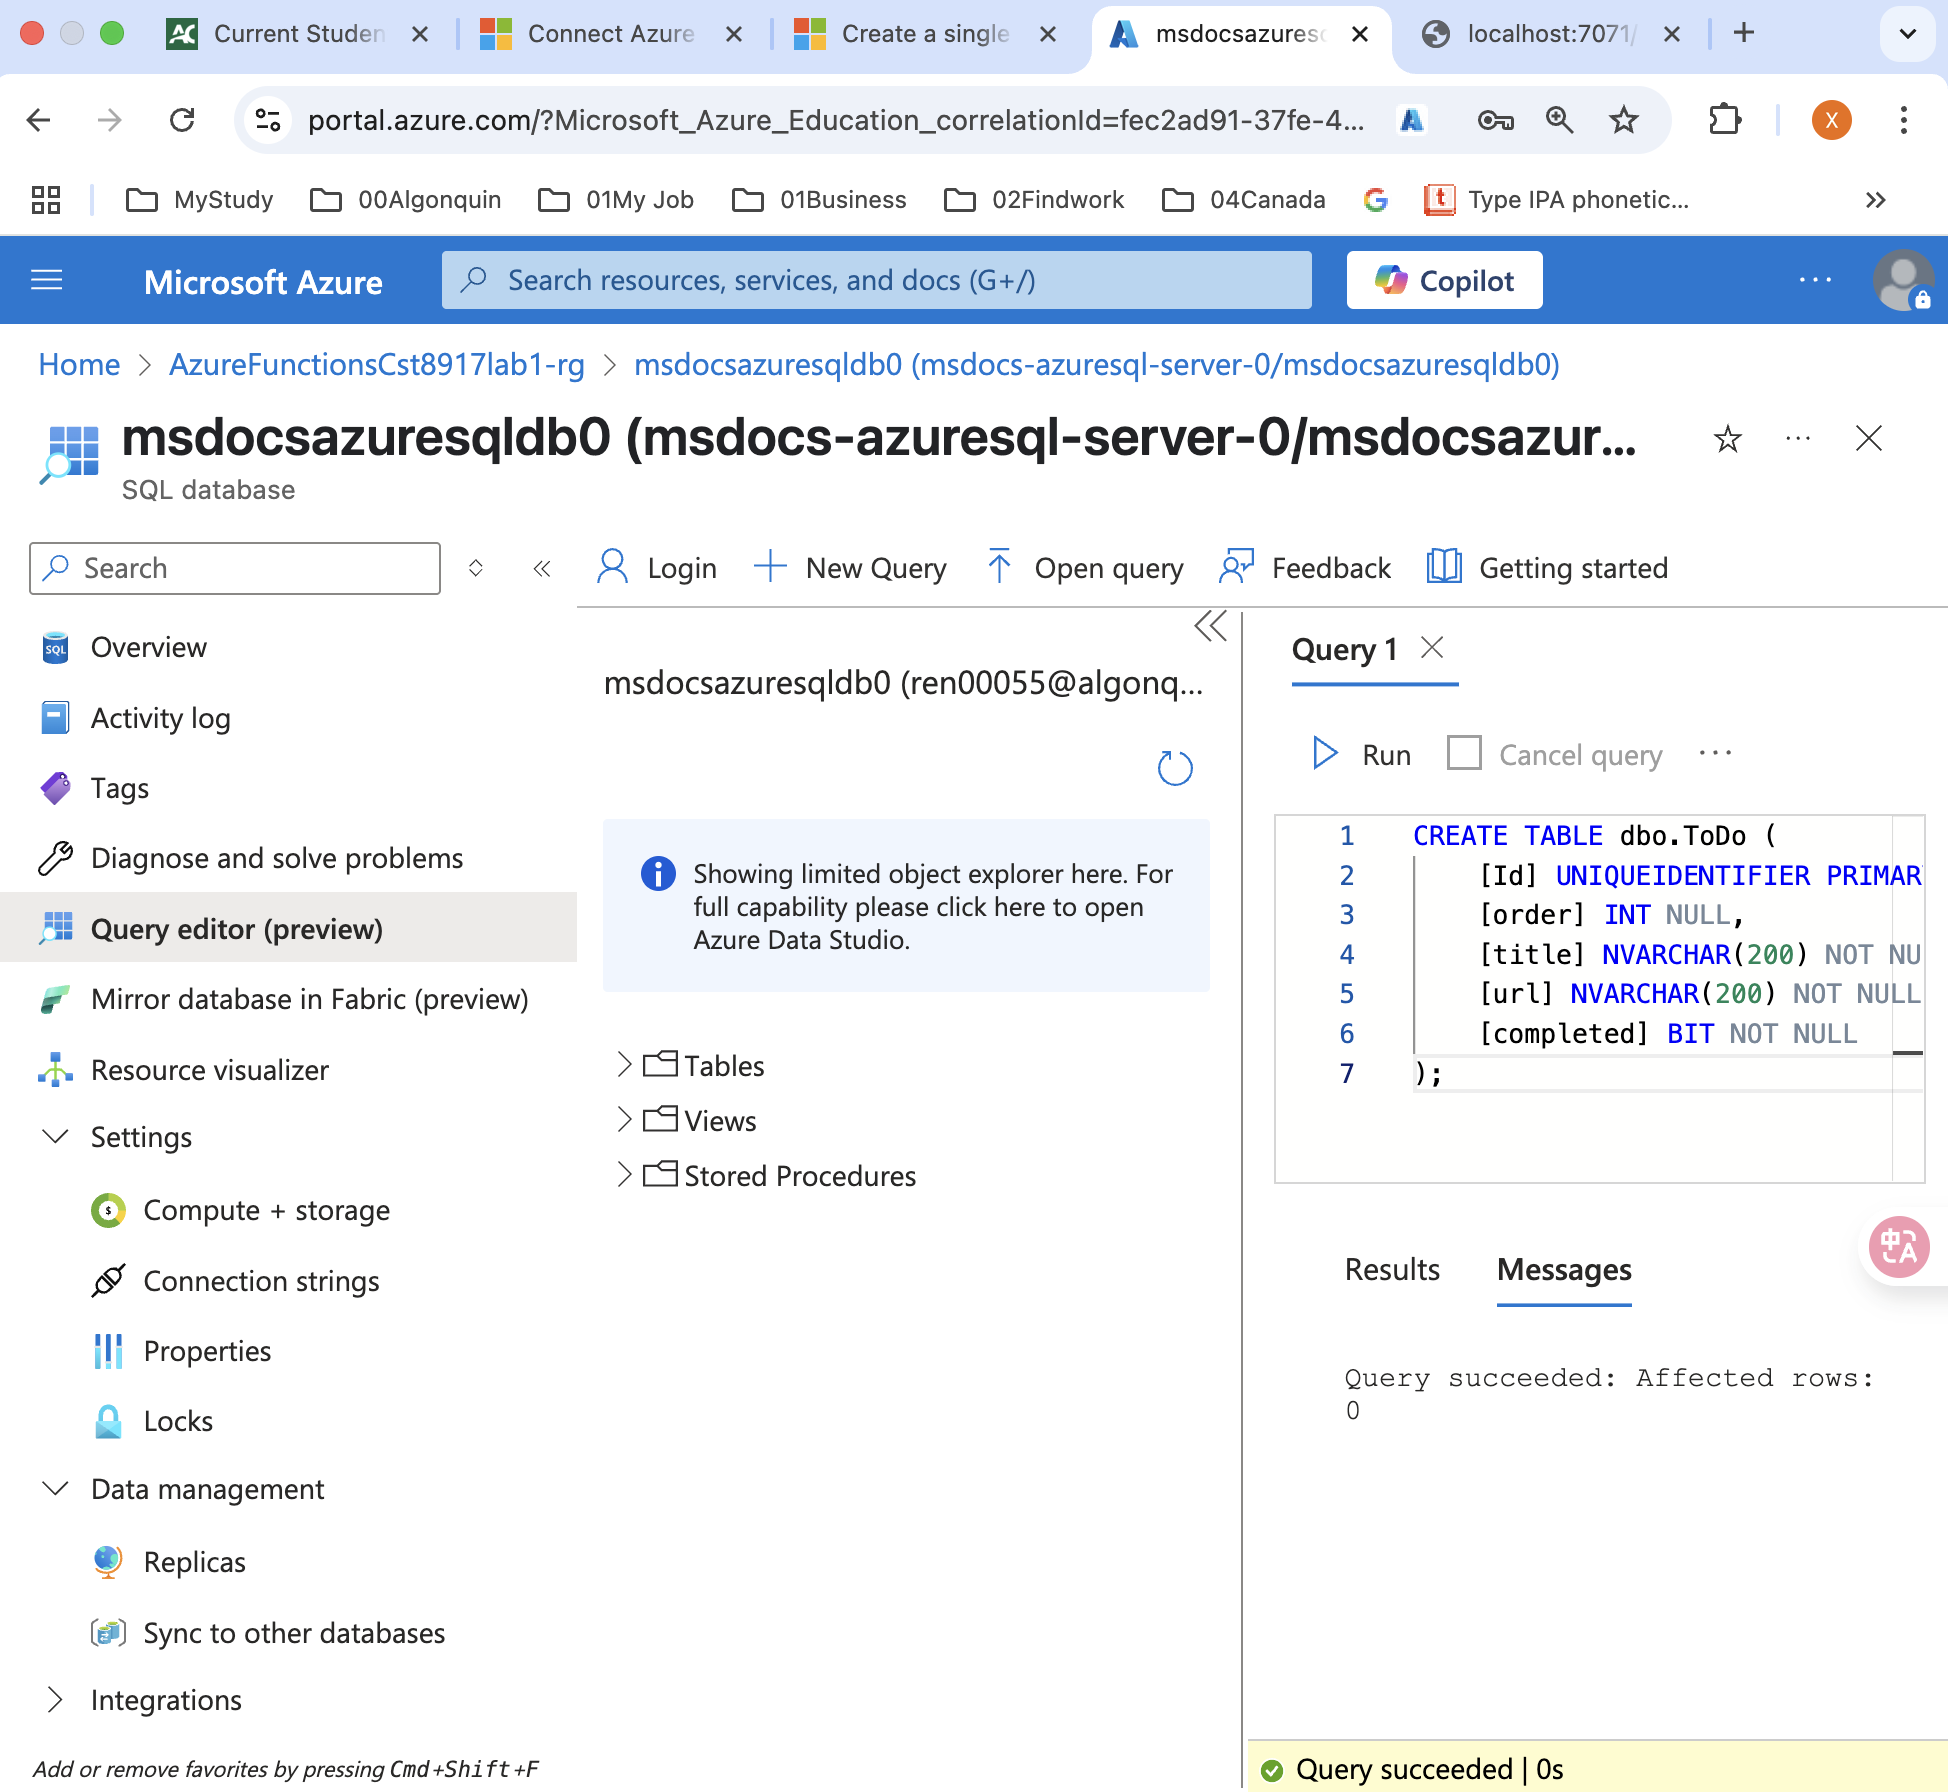 Current Studen
Connect Azure
Create a single
msdocsazureso
localhost:7071/
portal.azure.com/?Microsoft_Azure_Education_correlationId=fec2ad91-37fe-4...
X
MyStudy
00Algonquin
01My Job
01Business
02Findwork
04Canada
Type IPA phonetic...
Microsoft Azure
Search resources, services, and docs (G+/)
Copilot
Home > AzureFunctionsCst8917lab1-rg > msdocsazuresqldb0 (msdocs-azuresql-server-0/msdocsazuresqldb0)
msdocsazuresqldb0 (msdocs-azuresql-server-0/msdocsazur...
SQL database
Search
Overview
Activity log
Tags
Diagnose and solve problems
Query editor (preview)
Mirror database in Fabric (preview)
Resource visualizer
Settings
Compute + storage
Connection strings
Properties
Locks
Data management
Replicas
Sync to other databases
Integrations
Add or remove favorites by pressing Cmd+Shift+F
Login
New Query
Open query
Feedback
Getting started
msdocsazuresqldb0 (ren00055@algonq...
Showing limited object explorer here. For
full capability please click here to open
Azure Data Studio.
Tables
Views
Stored Procedures
Query 1
Run
Cancel query
1 CREATE TABLE dbo.ToDo (
2 [Id] UNIQUEIDENTIFIER PRIMAR
3 [order] INT NULL,
4 [title] NVARCHAR(200) NOT NU
5 [url] NVARCHAR(200) NOT NULL
6 [completed] BIT NOT NULL
7 );
Results
Messages
Query succeeded: Affected rows:
0
Query succeeded | 0s